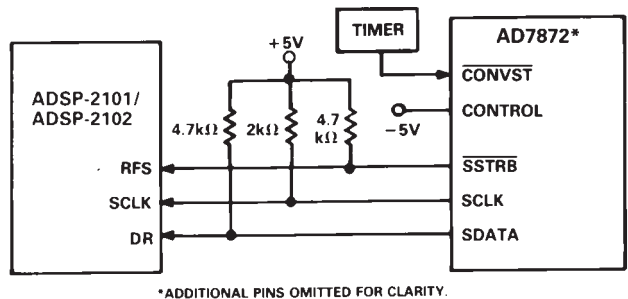 TIMER
AD7872*
+5V
CONVST
ADSP-2101/
ADSP-2102
4.7kΩ
2kΩ
4.7
kΩ
CONTROL
−5V
RFS
SSTRB
SCLK
SCLK
DR
SDATA
*ADDITIONAL PINS OMITTED FOR CLARITY.